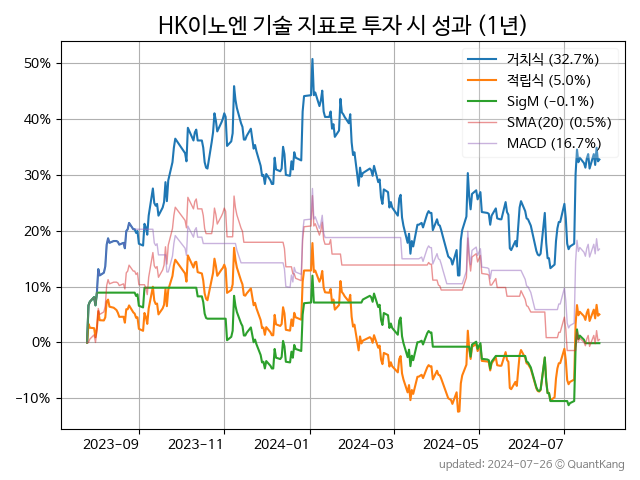 HK이노엔 기술 지표로 투자 시 성과 (1년)
50%
40%
30%
20%
10%
0%
−10%
거치식 (32.7%)
적립식 (5.0%)
SigM (−0.1%)
SMA(20) (0.5%)
MACD (16.7%)
2023-09
2023-11
2024-01
2024-03
2024-05
2024-07
updated: 2024-07-26 © QuantKang